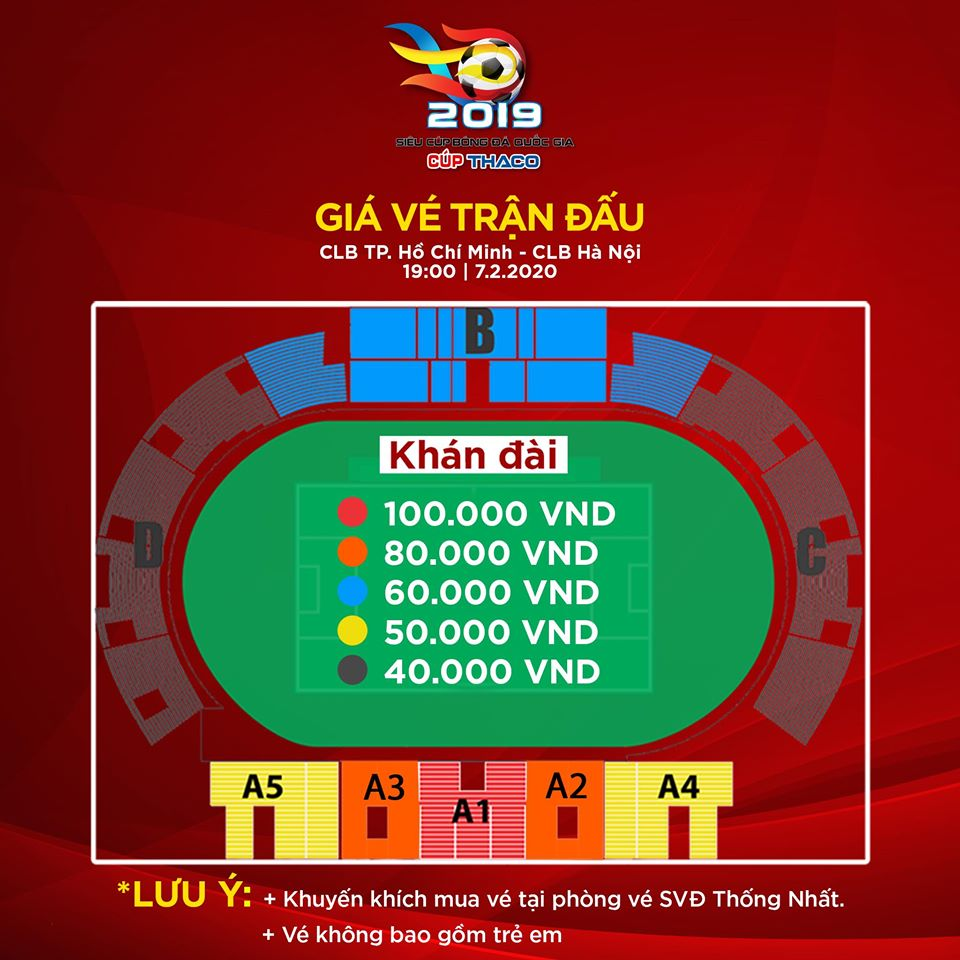 2019
SIÊU CÚP BÓNG ĐÁ QUỐC GIA
CÚP THACO
GIÁ VÉ TRẬN ĐẤU
CLB TP. Hồ Chí Minh - CLB Hà Nội
19:00 | 7.2.2020
B
Khán đài
100.000 VND
80.000 VND
60.000 VND
50.000 VND
40.000 VND
D
C
A5
A3
A1
A2
A4
*LƯU Ý: + Khuyến khích mua vé tại phòng vé SVĐ Thống Nhất.
+ Vé không bao gồm trẻ em